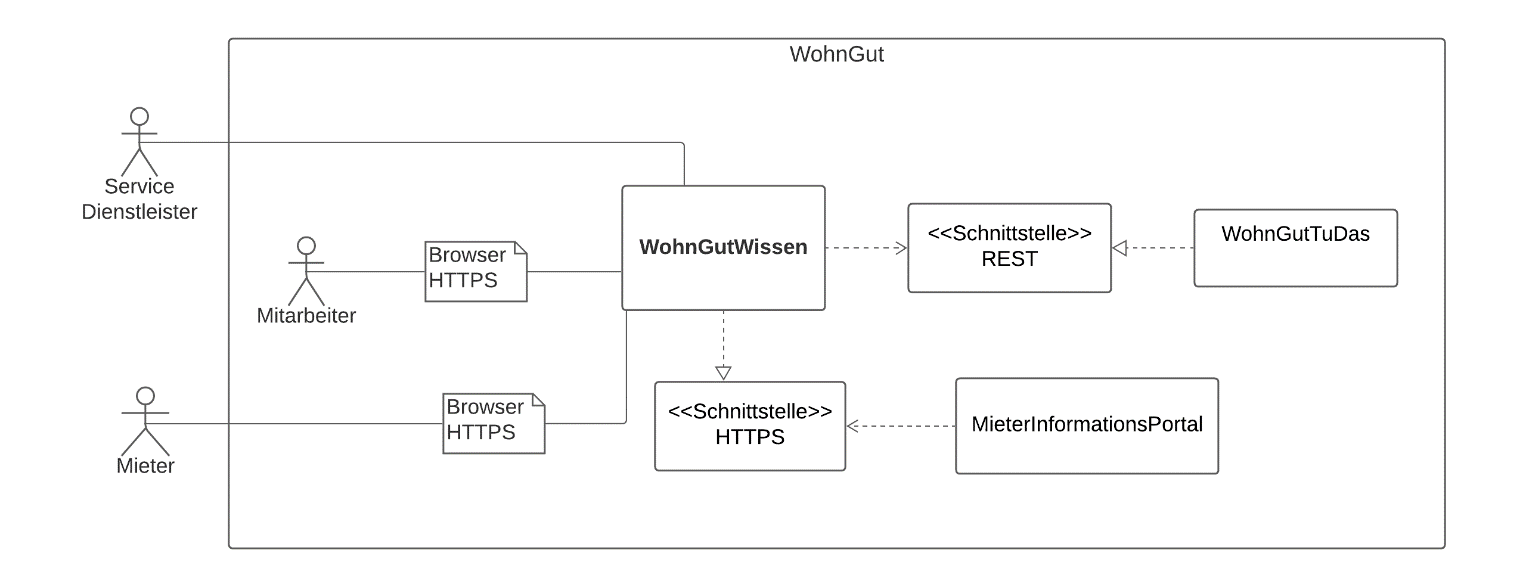 WohnGut
Service
Dienstleister
Mitarbeiter
Browser
HTTPS
WohnGutWissen
<<Schnittstelle>>
REST
WohnGutTuDas
Mieter
Browser
HTTPS
<<Schnittstelle>>
HTTPS
MieterInformationsPortal